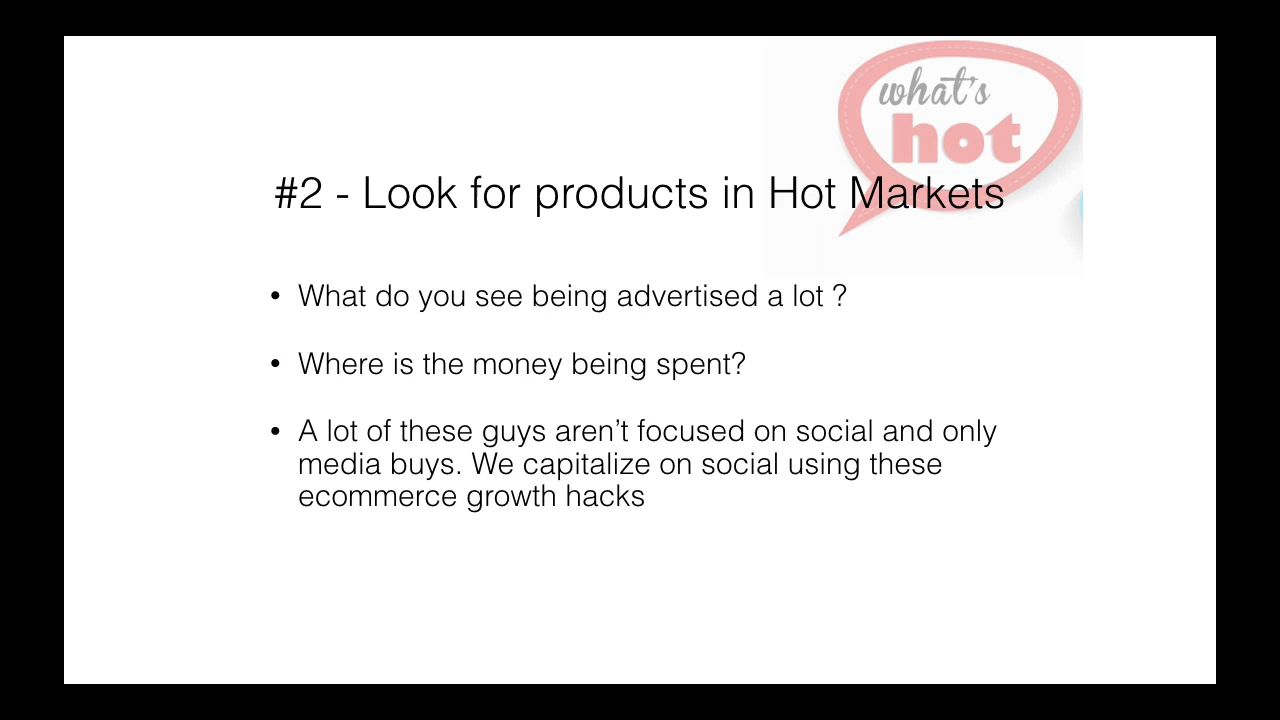 what's
hot
#2 - Look for products in Hot Markets
• What do you see being advertised a lot ?
• Where is the money being spent?
• A lot of these guys aren’t focused on social and only
media buys. We capitalize on social using these
ecommerce growth hacks